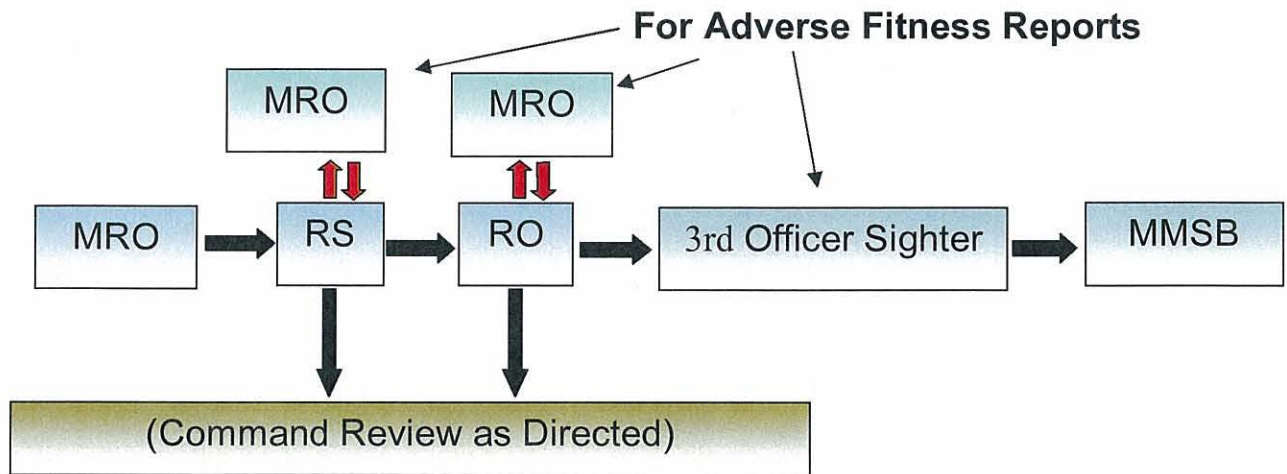 For Adverse Fitness Reports
MRO
MRO
MRO
RS
RO
3rd Officer Sighter
MMSB
(Command Review as Directed)